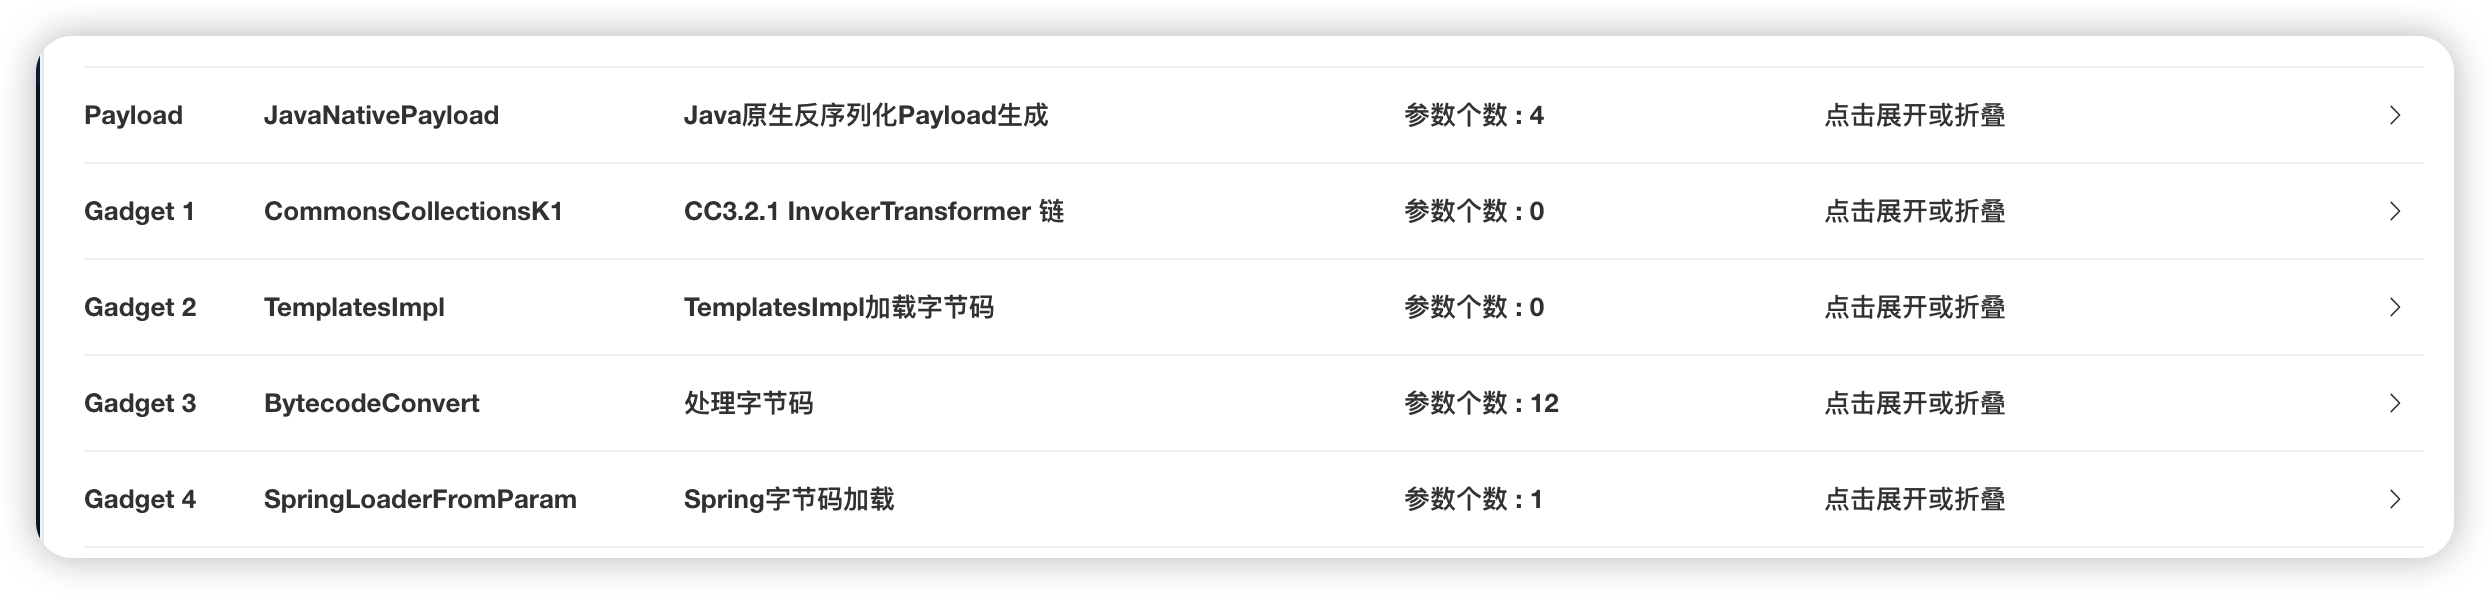 Payload JavaNativePayload Java原生反序列化Payload生成 参数个数 : 4 点击展开或折叠
Gadget 1 CommonsCollectionsK1 CC3.2.1 InvokerTransformer 链 参数个数 : 0 点击展开或折叠
Gadget 2 TemplatesImpl TemplatesImpl加载字节码 参数个数 : 0 点击展开或折叠
Gadget 3 BytecodeConvert 处理字节码 参数个数 : 12 点击展开或折叠
Gadget 4 SpringLoaderFromParam Spring字节码加载 参数个数 : 1 点击展开或折叠